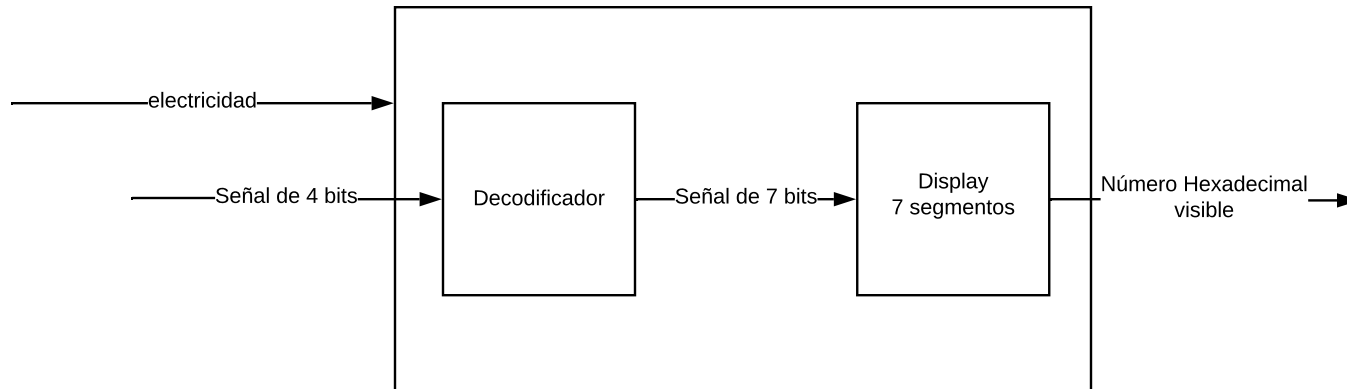 electricidad
Señal de 4 bits
Decodificador
Señal de 7 bits
Display
7 segmentos
Número Hexadecimal
visible